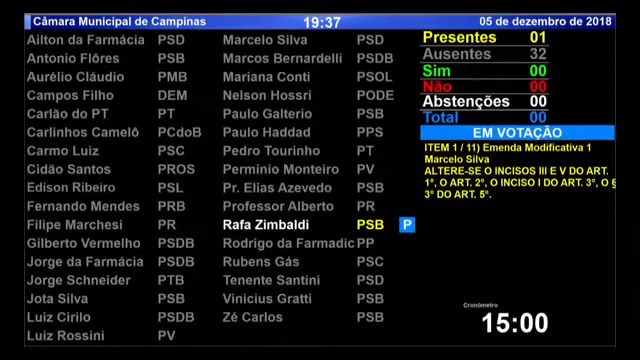 Câmara Municipal de Campinas 19:37 05 de dezembro de 2018
Ailton da Farmácia PSD Marcelo Silva PSD
Antonio Flôres PSB Marcos Bernardelli PSDB
Aurélio Cláudio PMB Mariana Conti PSOL
Campos Filho DEM Nelson Hossri PODE
Carlão do PT PT Paulo Galterio PSB
Carlinhos Camelô PCdoB Paulo Haddad PPS
Carmo Luiz PSC Pedro Tourinho PT
Cidão Santos PROS Permínio Monteiro PV
Edison Ribeiro PSL Pr. Elias Azevedo PSB
Fernando Mendes PRB Professor Alberto PR
Filipe Marchesi PR Rafa Zimbaldi PSB P
Gilberto Vermelho PSDB Rodrigo da Farmadic PP
Jorge da Farmácia PSDB Rubens Gás PSC
Jorge Schneider PTB Tenente Santini PSD
Jota Silva PSB Vinicius Gratti PSB
Luiz Cirilo PSDB Zé Carlos PSB
Luiz Rossini PV
Presentes 01
Ausentes 32
Sim 00
Não 00
Abstenções 00
Total 00
EM VOTAÇÃO
ITEM 1 / 11) Emenda Modificativa 1
Marcelo Silva
ALTERE-SE O INCISOS III E V DO ART.
1º, O ART. 2º, O INCISO I DO ART. 3º, O §
3º DO ART. 5º.
Cronômetro
15:00